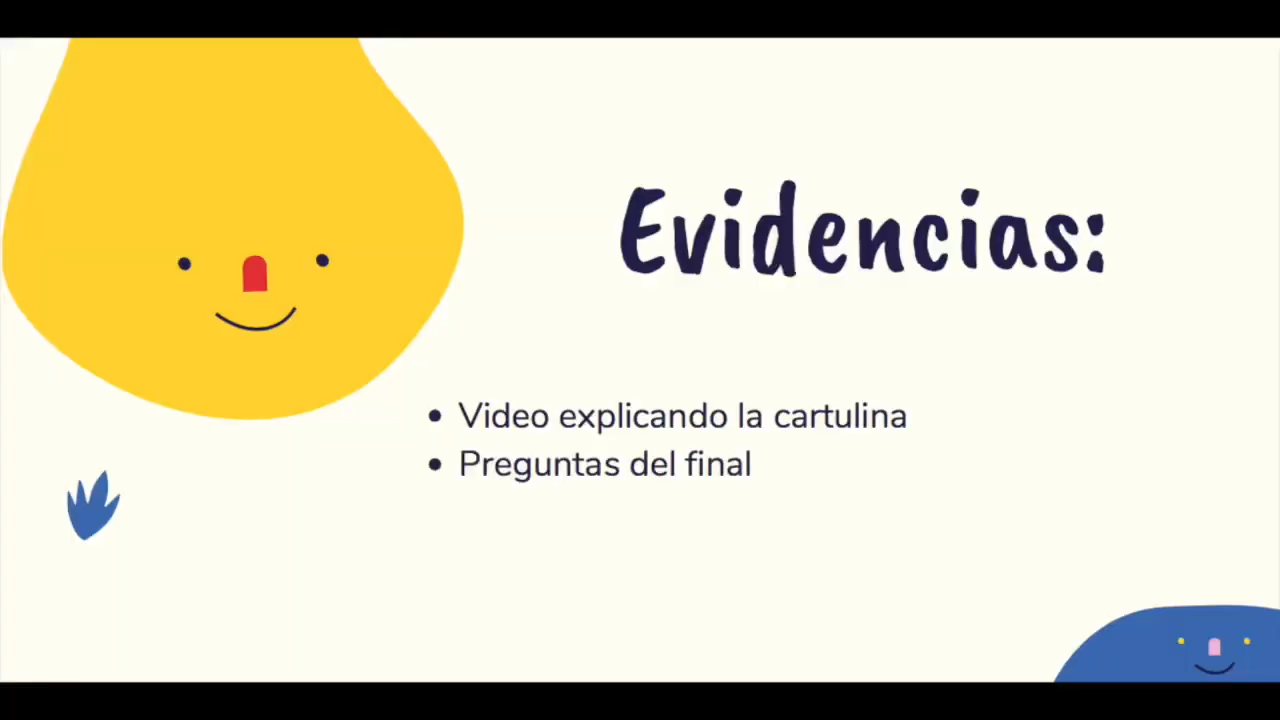 Evidencias:
• Video explicando la cartulina
• Preguntas del final